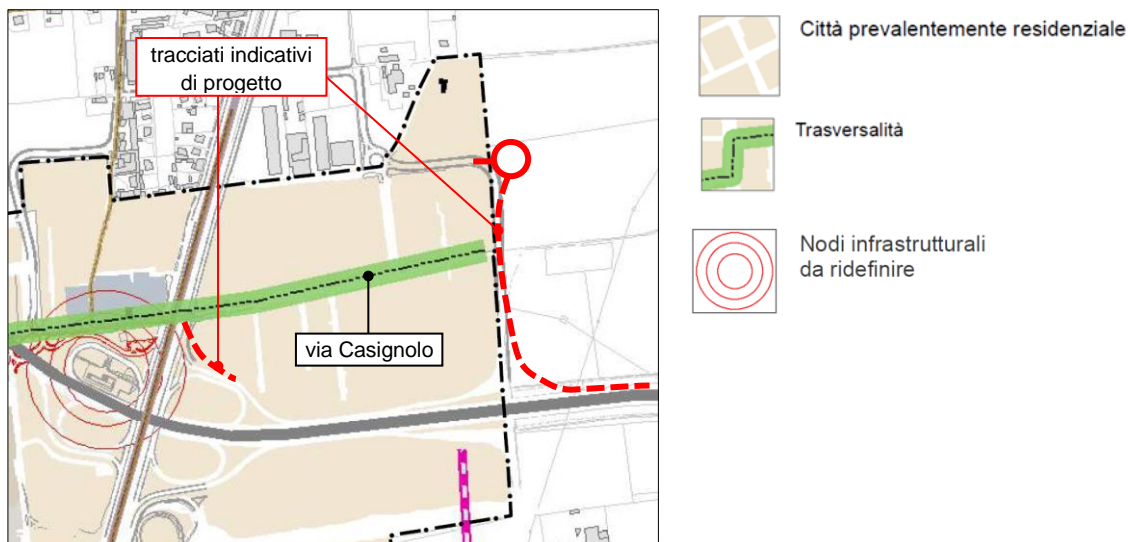 tracciati indicativi
di progetto
via Casignolo
Città prevalentemente residenziale
Trasversalità
Nodi infrastrutturali
da ridefinire